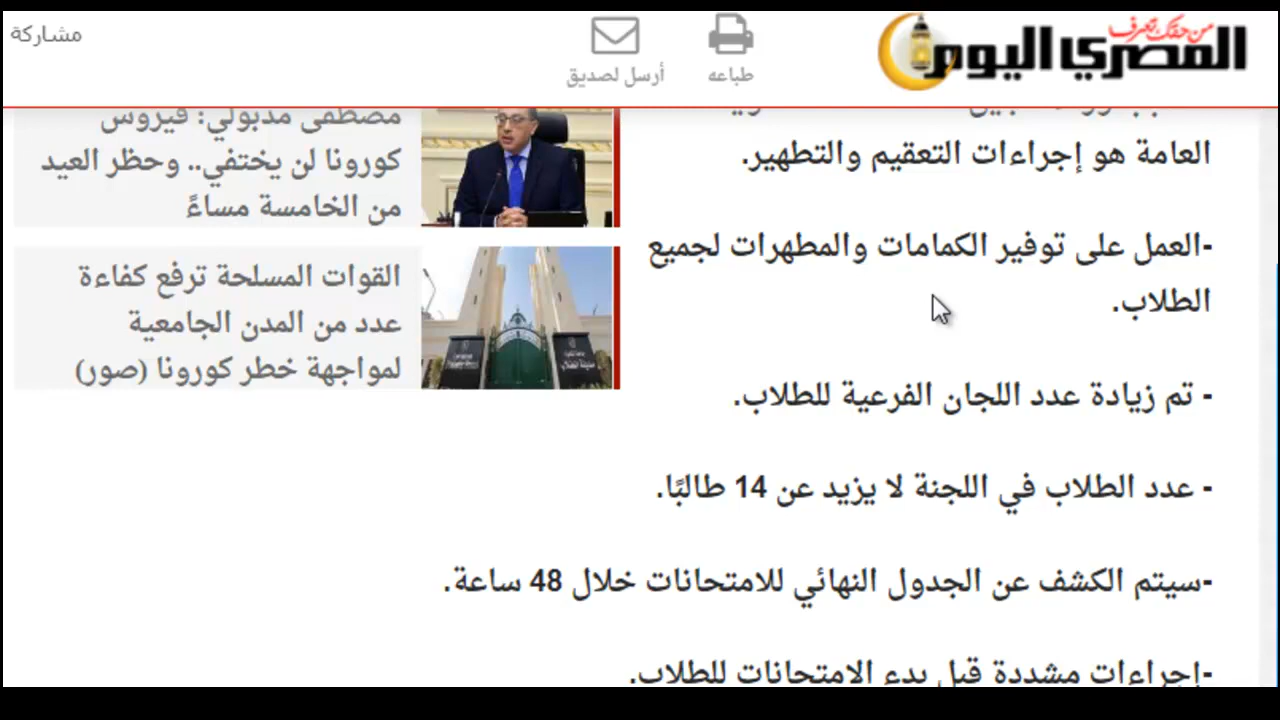 من حقك تعرف
المصري اليوم
طباعه
أرسل لصديق
مشاركة
العامة هو إجراءات التعقيم والتطهير.
-العمل على توفير الكمامات والمطهرات لجميع
الطلاب.
- تم زيادة عدد اللجان الفرعية للطلاب.
- عدد الطلاب في اللجنة لا يزيد عن 14 طالبًا.
-سيتم الكشف عن الجدول النهائي للامتحانات خلال 48 ساعة.
-إجراءات مشددة قبل بدء الامتحانات للطلاب.
مصطفى مدبولي: فيروس
كورونا لن يختفي.. وحظر العيد
من الخامسة مساءً
القوات المسلحة ترفع كفاءة
عدد من المدن الجامعية
لمواجهة خطر كورونا (صور)